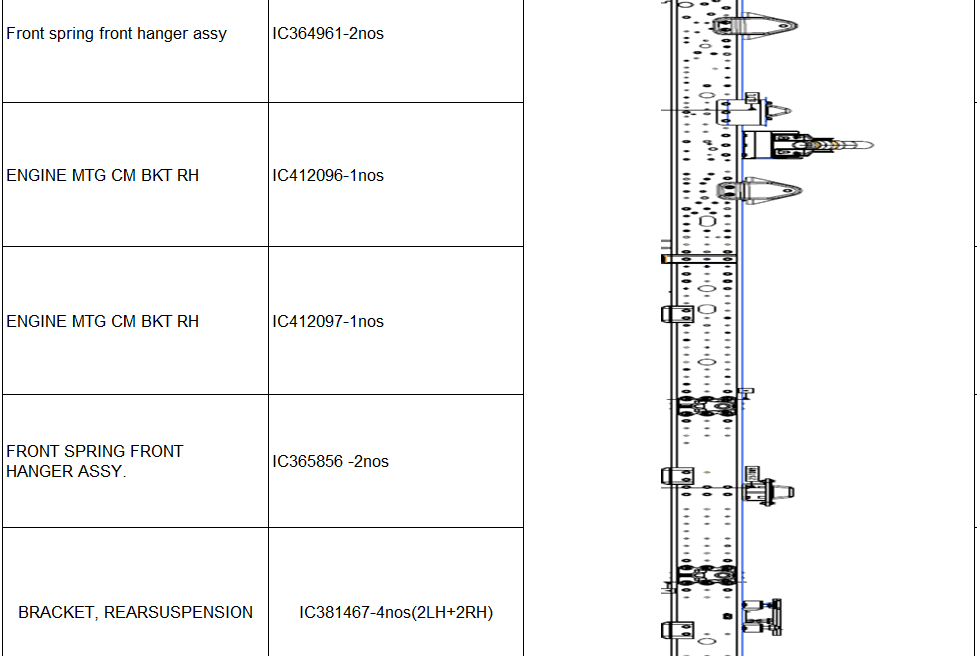 Front spring front hanger assy
IC364961-2nos
ENGINE MTG CM BKT RH
IC412096-1nos
ENGINE MTG CM BKT RH
IC412097-1nos
FRONT SPRING FRONT
HANGER ASSY.
IC365856 -2nos
BRACKET, REARSUSPENSION
IC381467-4nos(2LH+2RH)